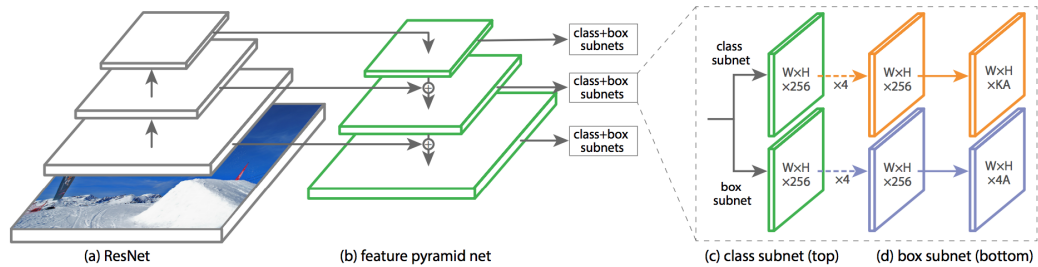 class+box
subnets
class+box
subnets
class+box
subnets
class
subnet
W×H
×256
×4
W×H
×256
W×H
×KA
box
subnet
W×H
×256
×4
W×H
×256
W×H
×4A
(a) ResNet
(b) feature pyramid net
(c) class subnet (top)
(d) box subnet (bottom)